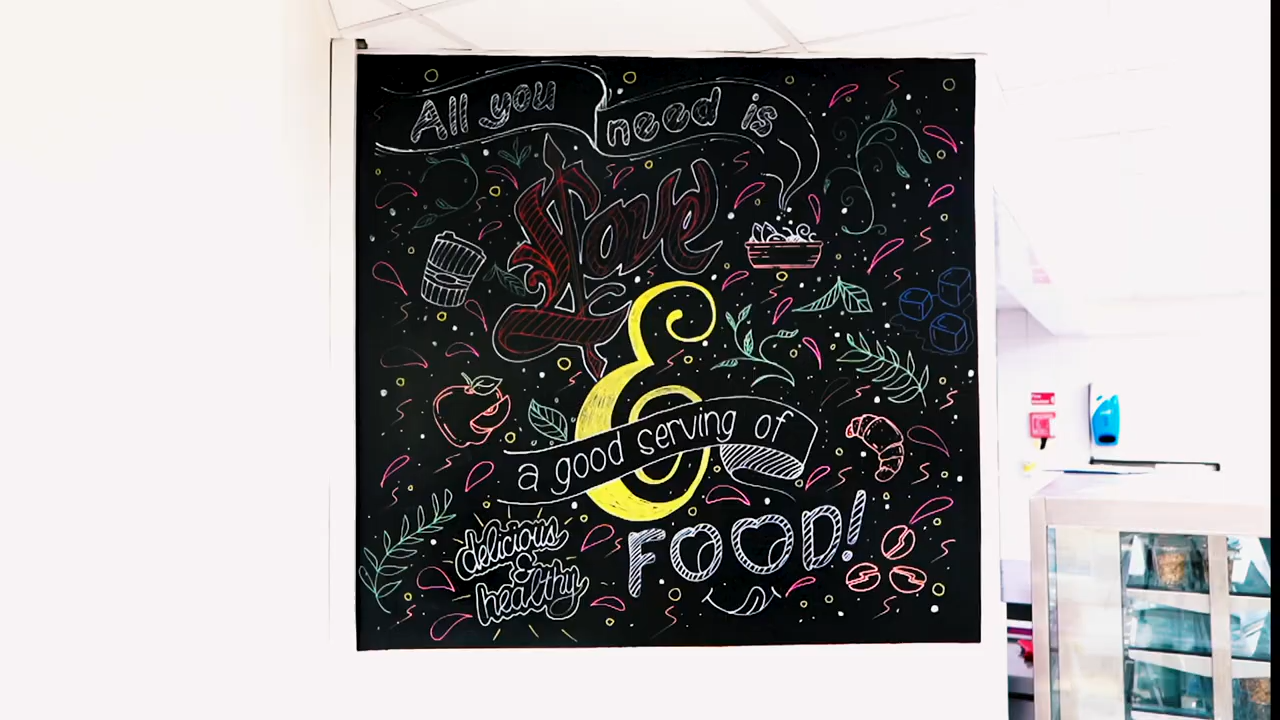 All you
need is
Love
&
a good serving of
FOOD!
delicious
&
healthy